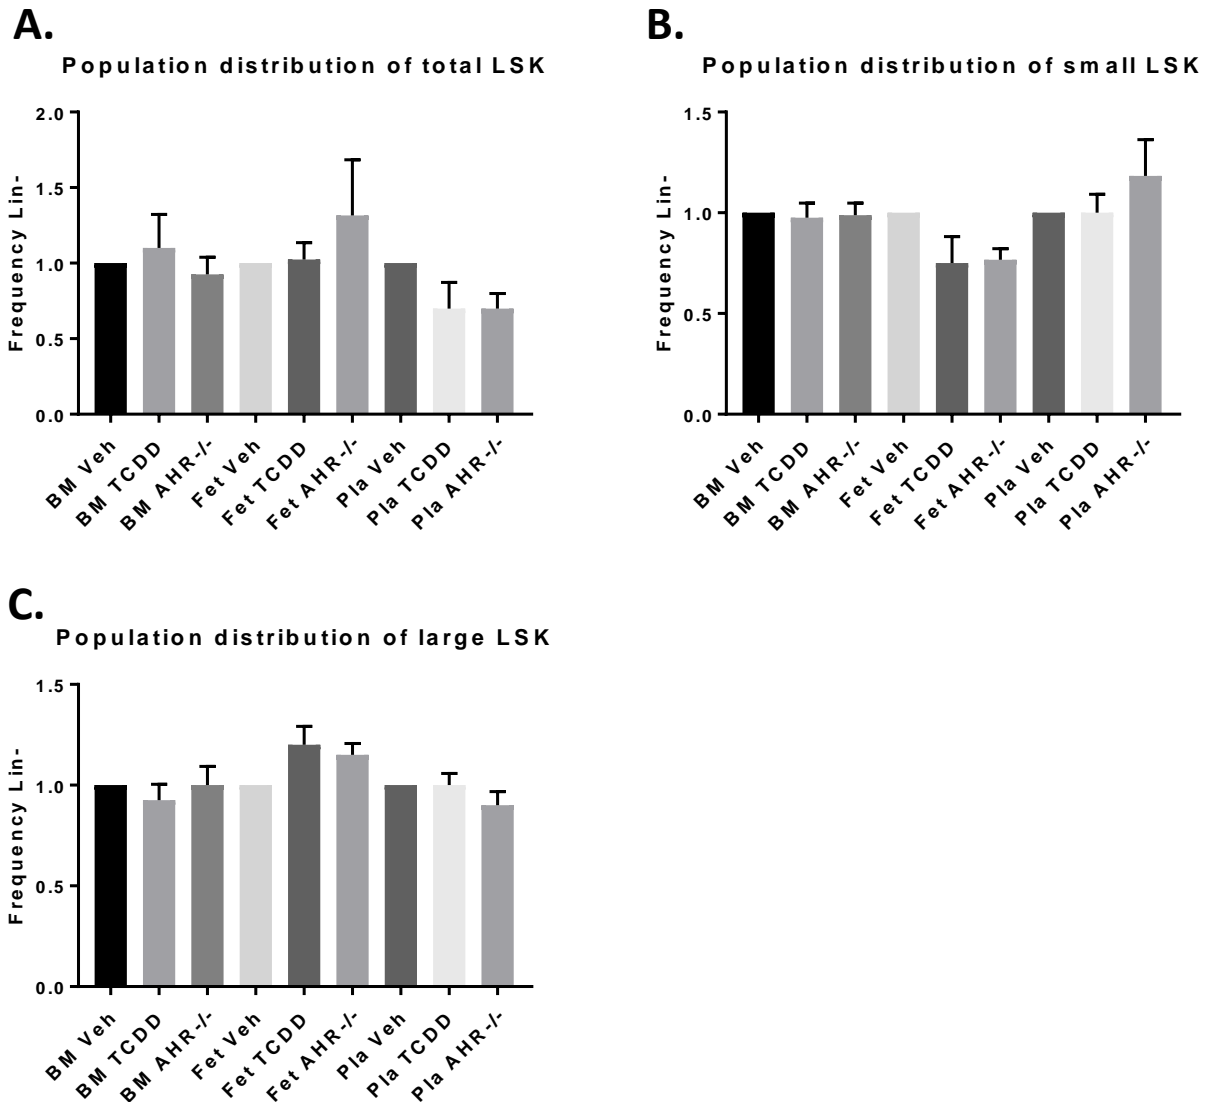 A.
Population distribution of total LSK
Frequency Lin-
2.0
1.5
1.0
0.5
0.0
BM Veh
BM TCDD
BM AHR-/-
Fet Veh
Fet TCDD
Fet AHR-/-
Pla Veh
Pla TCDD
Pla AHR-/-
B.
Population distribution of small LSK
Frequency Lin-
1.5
1.0
0.5
0.0
BM Veh
BM TCDD
BM AHR-/-
Fet Veh
Fet TCDD
Fet AHR-/-
Pla Veh
Pla TCDD
Pla AHR-/-
C.
Population distribution of large LSK
Frequency Lin-
1.5
1.0
0.5
0.0
BM Veh
BM TCDD
BM AHR-/-
Fet Veh
Fet TCDD
Fet AHR-/-
Pla Veh
Pla TCDD
Pla AHR-/-